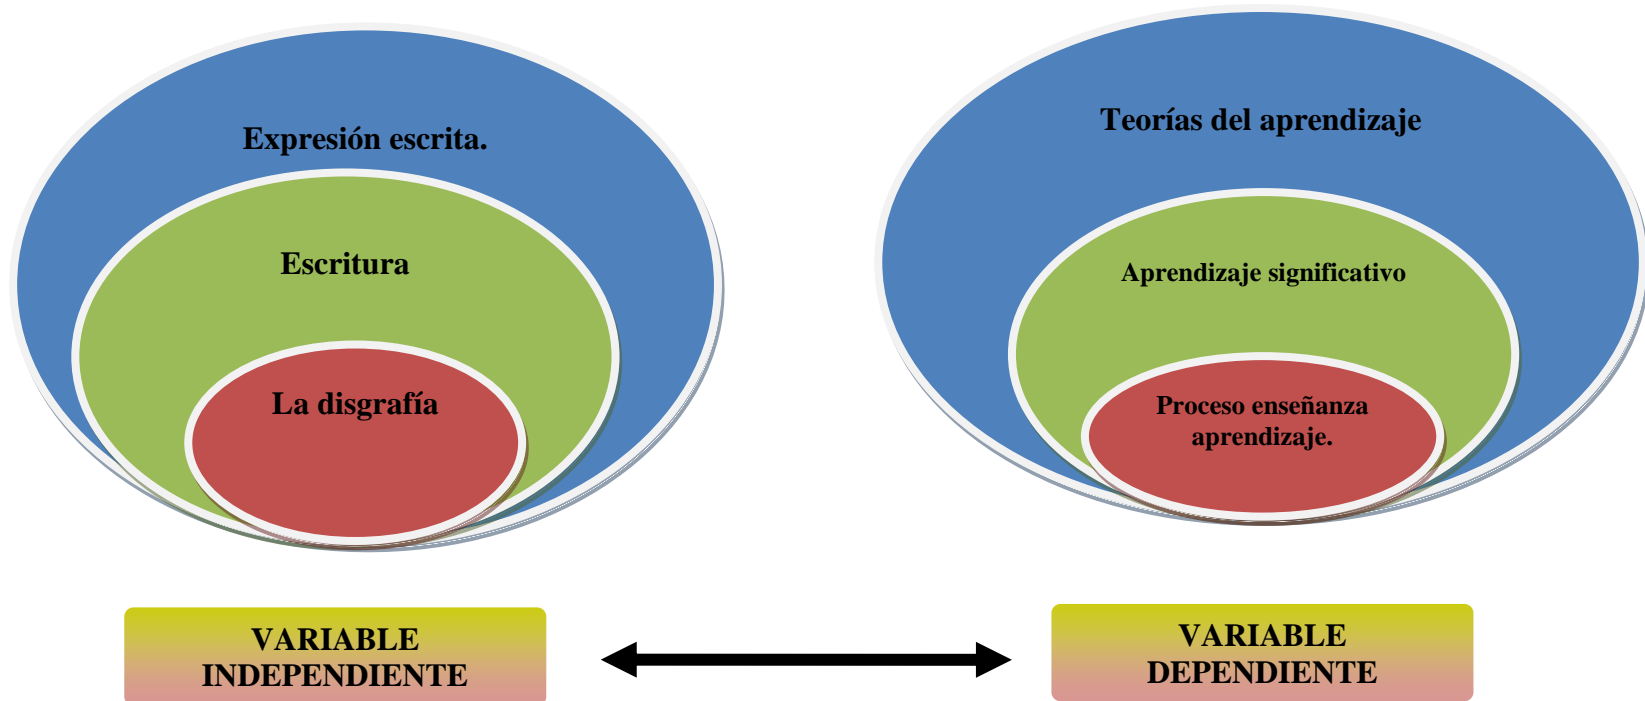 Expresión escrita.
Escritura
La disgrafía
Teorías del aprendizaje
Aprendizaje significativo
Proceso enseñanza
aprendizaje.
VARIABLE
INDEPENDIENTE
VARIABLE
DEPENDIENTE